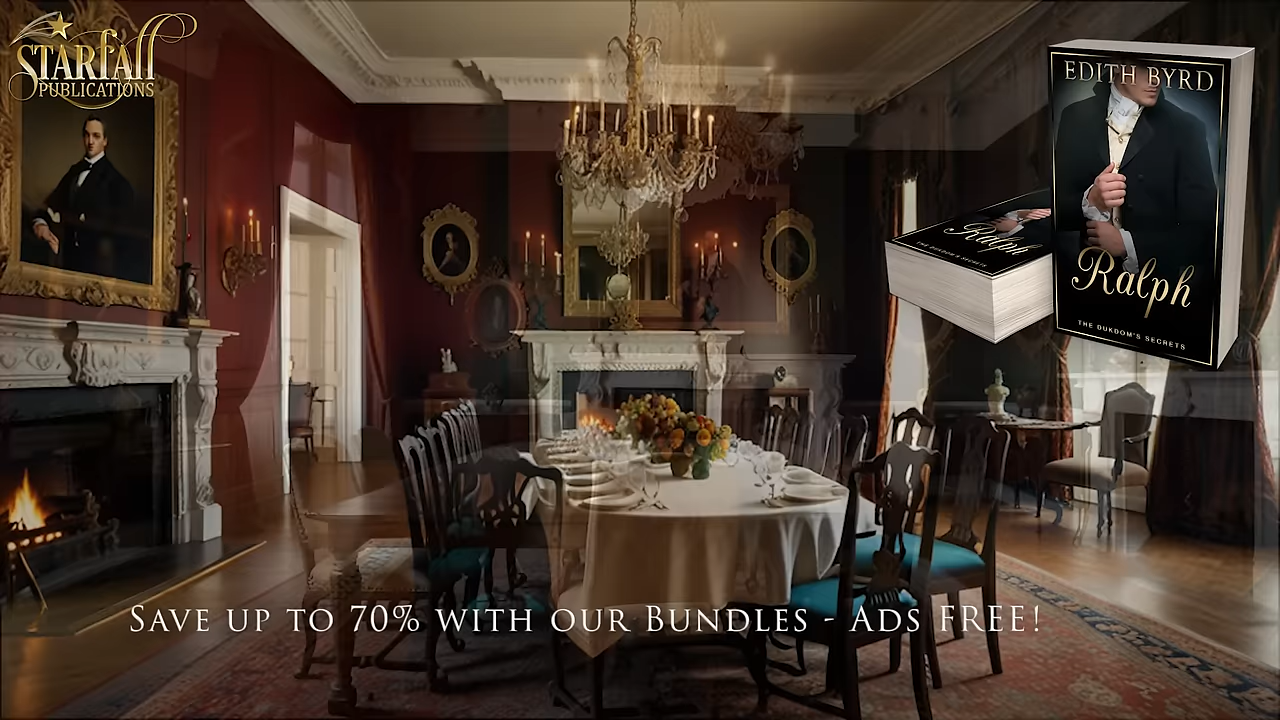 STARfall
PUBLICATIONS
EDITH BYRD
Ralph
THE DUKDOM'S SECRETS
Ralph
THE DUKDOM'S SECRETS
Save up to 70% with our Bundles - Ads FREE!